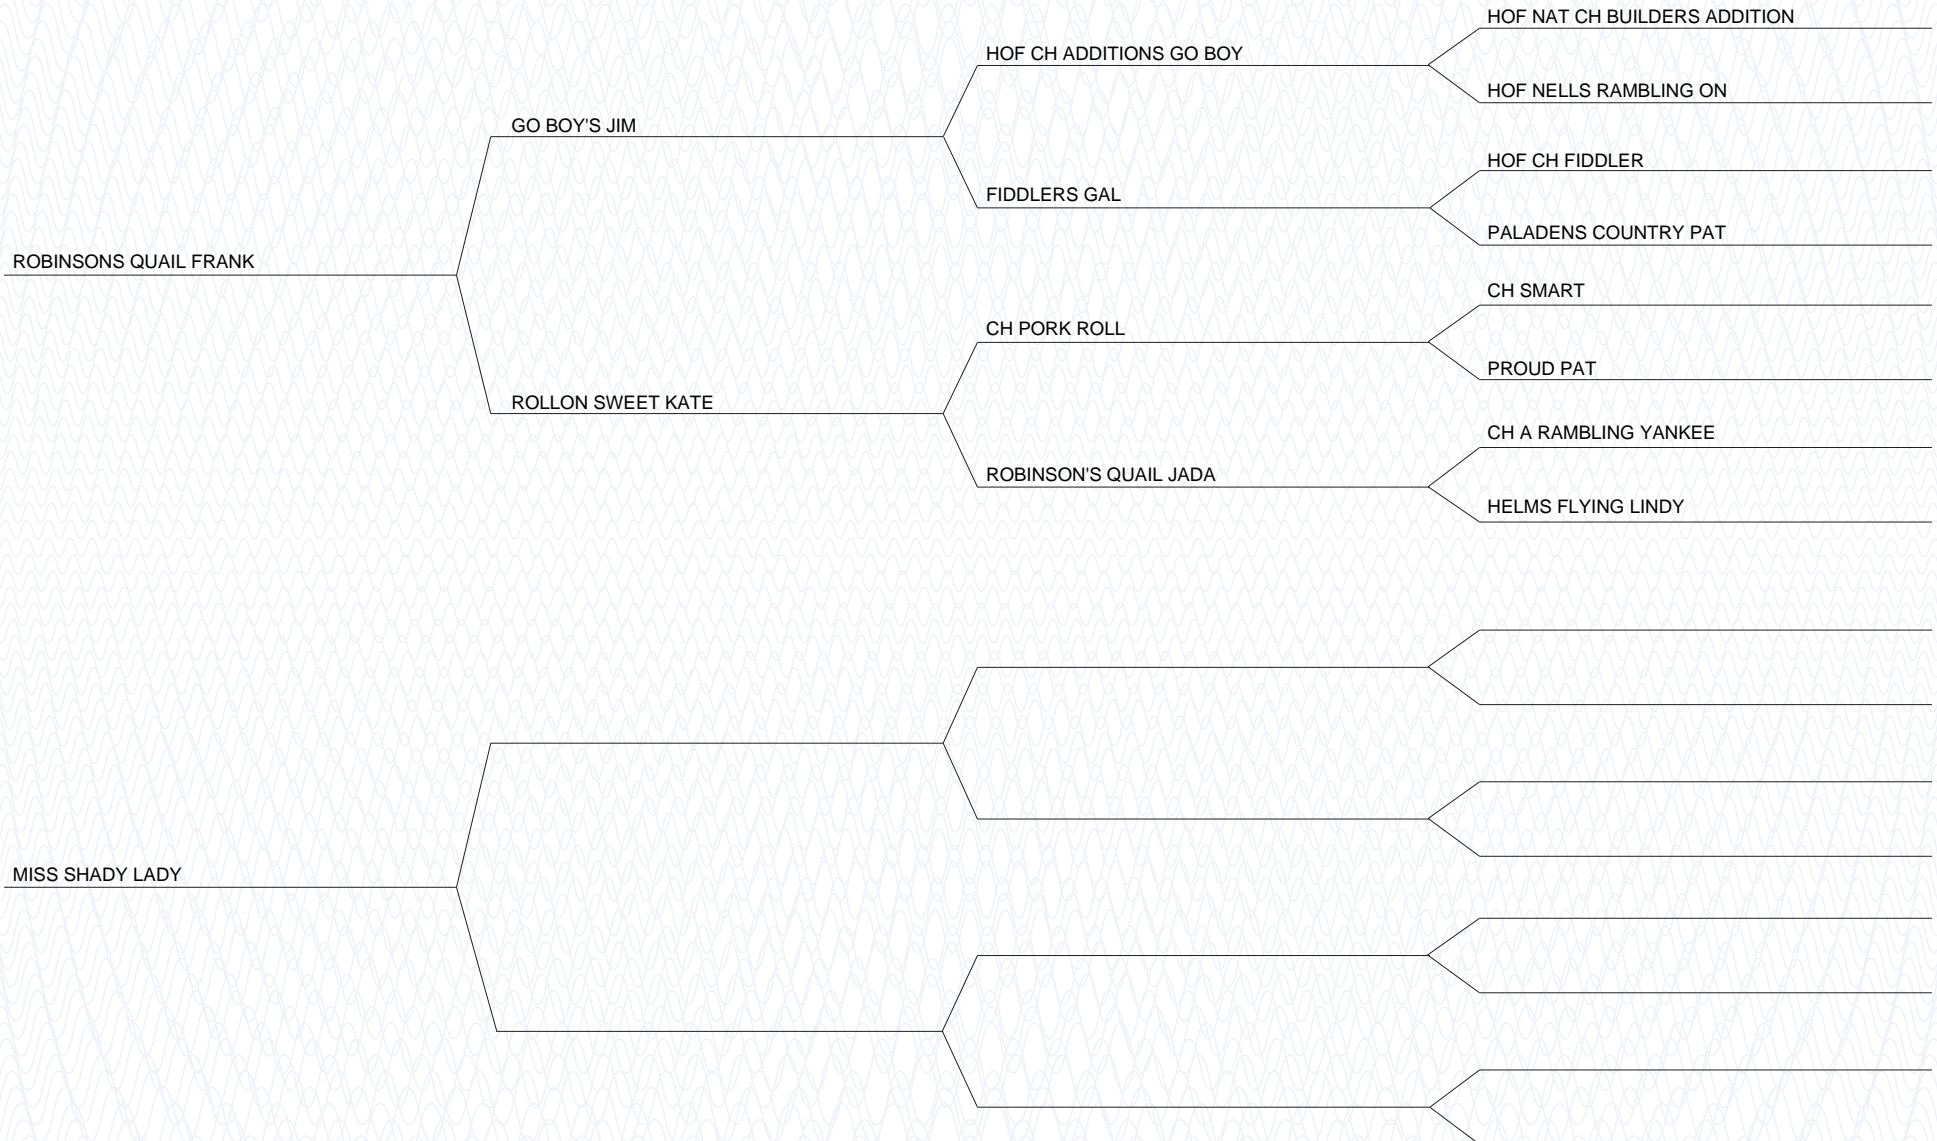 HOF NAT CH BUILDERS ADDITION
HOF CH ADDITIONS GO BOY
HOF NELLS RAMBLING ON
GO BOY'S JIM
HOF CH FIDDLER
FIDDLERS GAL
PALADENS COUNTRY PAT
ROBINSONS QUAIL FRANK
CH SMART
CH PORK ROLL
PROUD PAT
ROLLON SWEET KATE
CH A RAMBLING YANKEE
ROBINSON'S QUAIL JADA
HELMS FLYING LINDY
MISS SHADY LADY